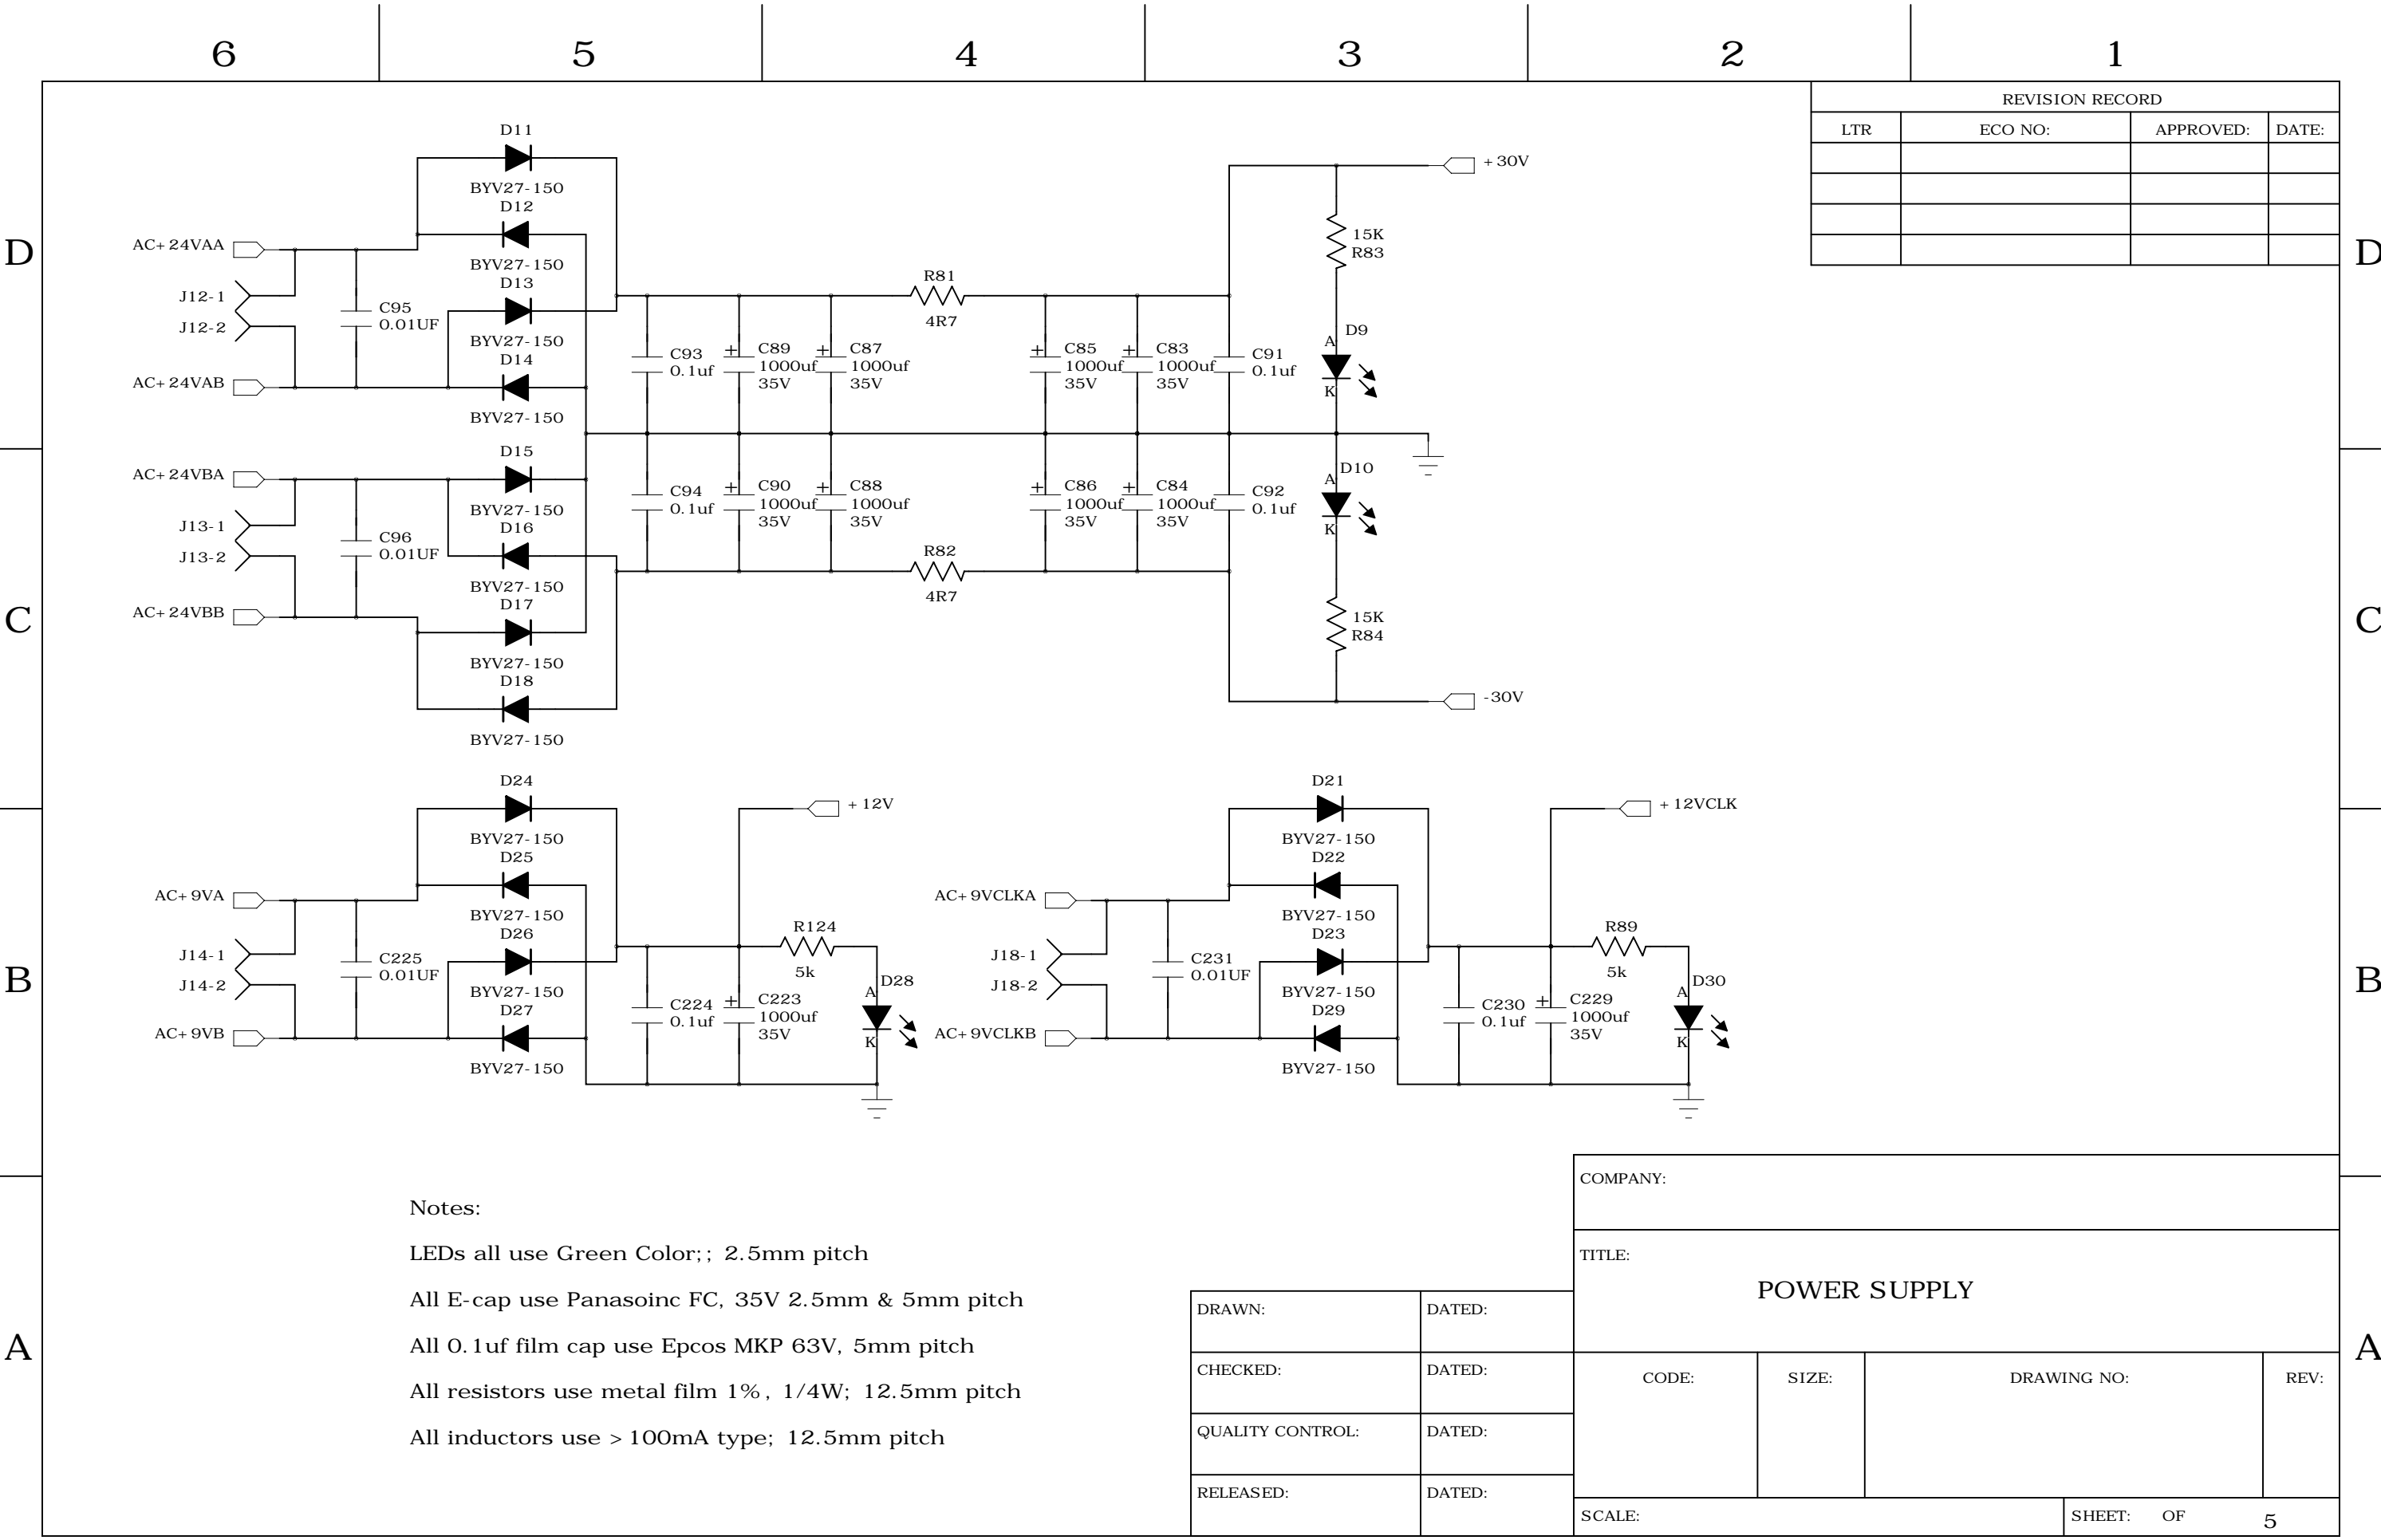 6 5 4 3 2 1
REVISION RECORD
LTR ECO NO: APPROVED: DATE:
D D
C C
B B
A A
D11
BYV27-150
D12
BYV27-150
D13
BYV27-150
D14
BYV27-150
AC+24VAA
J12-1
J12-2
AC+24VAB
C95
0.01UF
C93
0.1uf
C89
1000uf
35V
C87
1000uf
35V
R81
4R7
C85
1000uf
35V
C83
1000uf
35V
C91
0.1uf
+30V
15K
R83
D9
A
K
D15
BYV27-150
D16
BYV27-150
D17
BYV27-150
D18
BYV27-150
AC+24VBA
J13-1
J13-2
AC+24VBB
C96
0.01UF
C94
0.1uf
C90
1000uf
35V
C88
1000uf
35V
R82
4R7
C86
1000uf
35V
C84
1000uf
35V
C92
0.1uf
D10
A
K
15K
R84
-30V
D24
BYV27-150
D25
BYV27-150
D26
BYV27-150
D27
BYV27-150
AC+9VA
J14-1
J14-2
AC+9VB
C225
0.01UF
+12V
C224
0.1uf
C223
1000uf
35V
R124
5k
D28
A
K
D21
BYV27-150
D22
BYV27-150
D23
BYV27-150
D29
BYV27-150
AC+9VCLKA
J18-1
J18-2
AC+9VCLKB
C231
0.01UF
+12VCLK
C230
0.1uf
C229
1000uf
35V
R89
5k
D30
A
K
Notes:
LEDs all use Green Color;; 2.5mm pitch
All E-cap use Panasoinc FC, 35V 2.5mm & 5mm pitch
All 0.1uf film cap use Epcos MKP 63V, 5mm pitch
All resistors use metal film 1%, 1/4W; 12.5mm pitch
All inductors use >100mA type; 12.5mm pitch
COMPANY:
TITLE:
POWER SUPPLY
DRAWN: DATED:
CHECKED: DATED:
QUALITY CONTROL: DATED:
RELEASED: DATED:
CODE: SIZE: DRAWING NO: REV:
SCALE: SHEET: OF 5